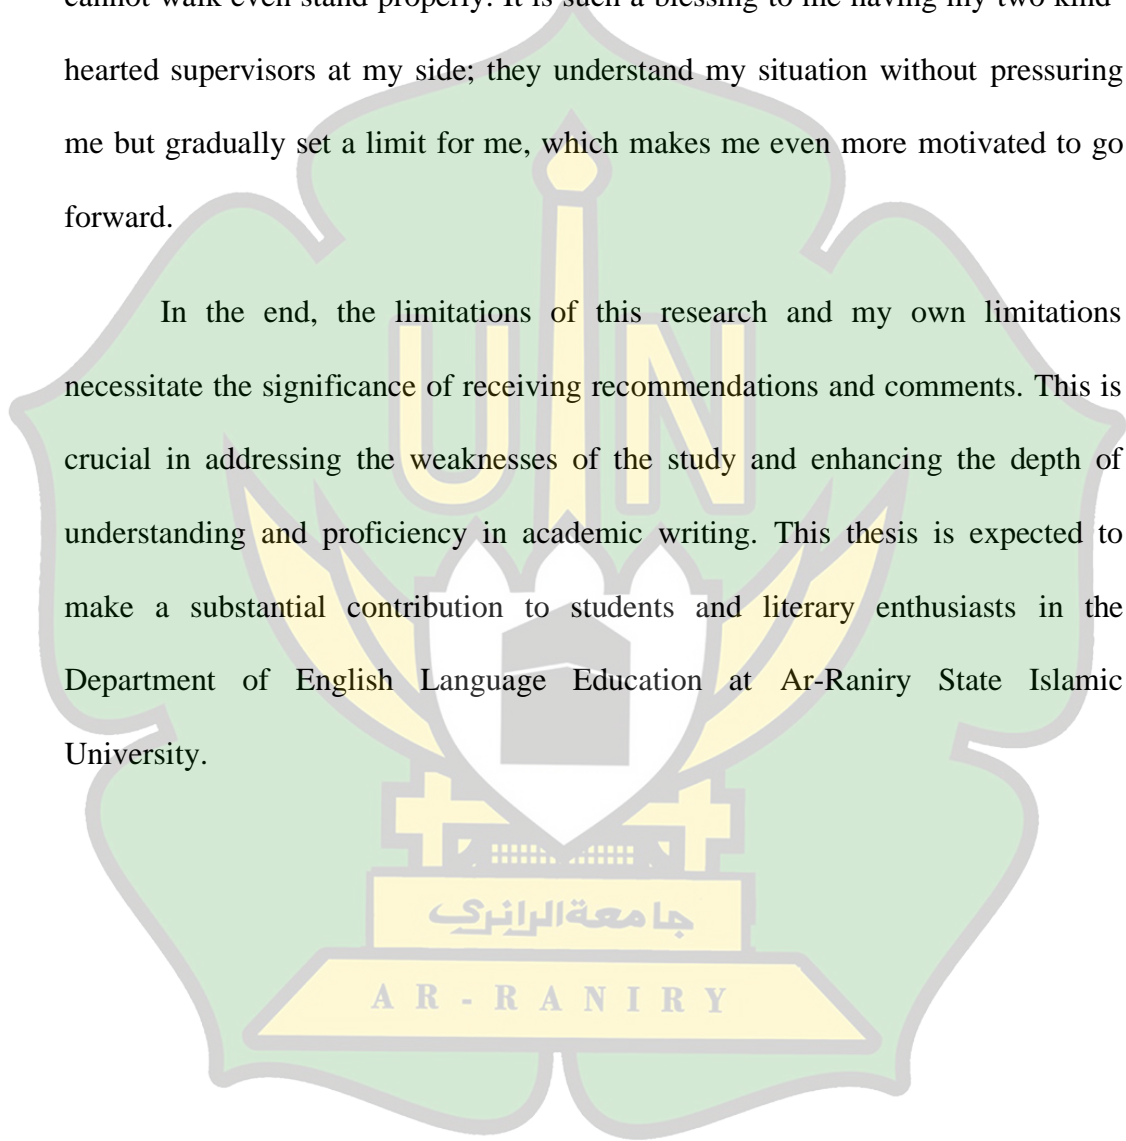 cannot walk even stand properly. It is such a blessing to me having my two kind-
hearted supervisors at my side; they understand my situation without pressuring
me but gradually set a limit for me, which makes me even more motivated to go
forward.
In the end, the limitations of this research and my own limitations
necessitate the significance of receiving recommendations and comments. This is
crucial in addressing the weaknesses of the study and enhancing the depth of
understanding and proficiency in academic writing. This thesis is expected to
make a substantial contribution to students and literary enthusiasts in the
Department of English Language Education at Ar-Raniry State Islamic
University.
UIN
جامعةالرانري
AR-RANIRY